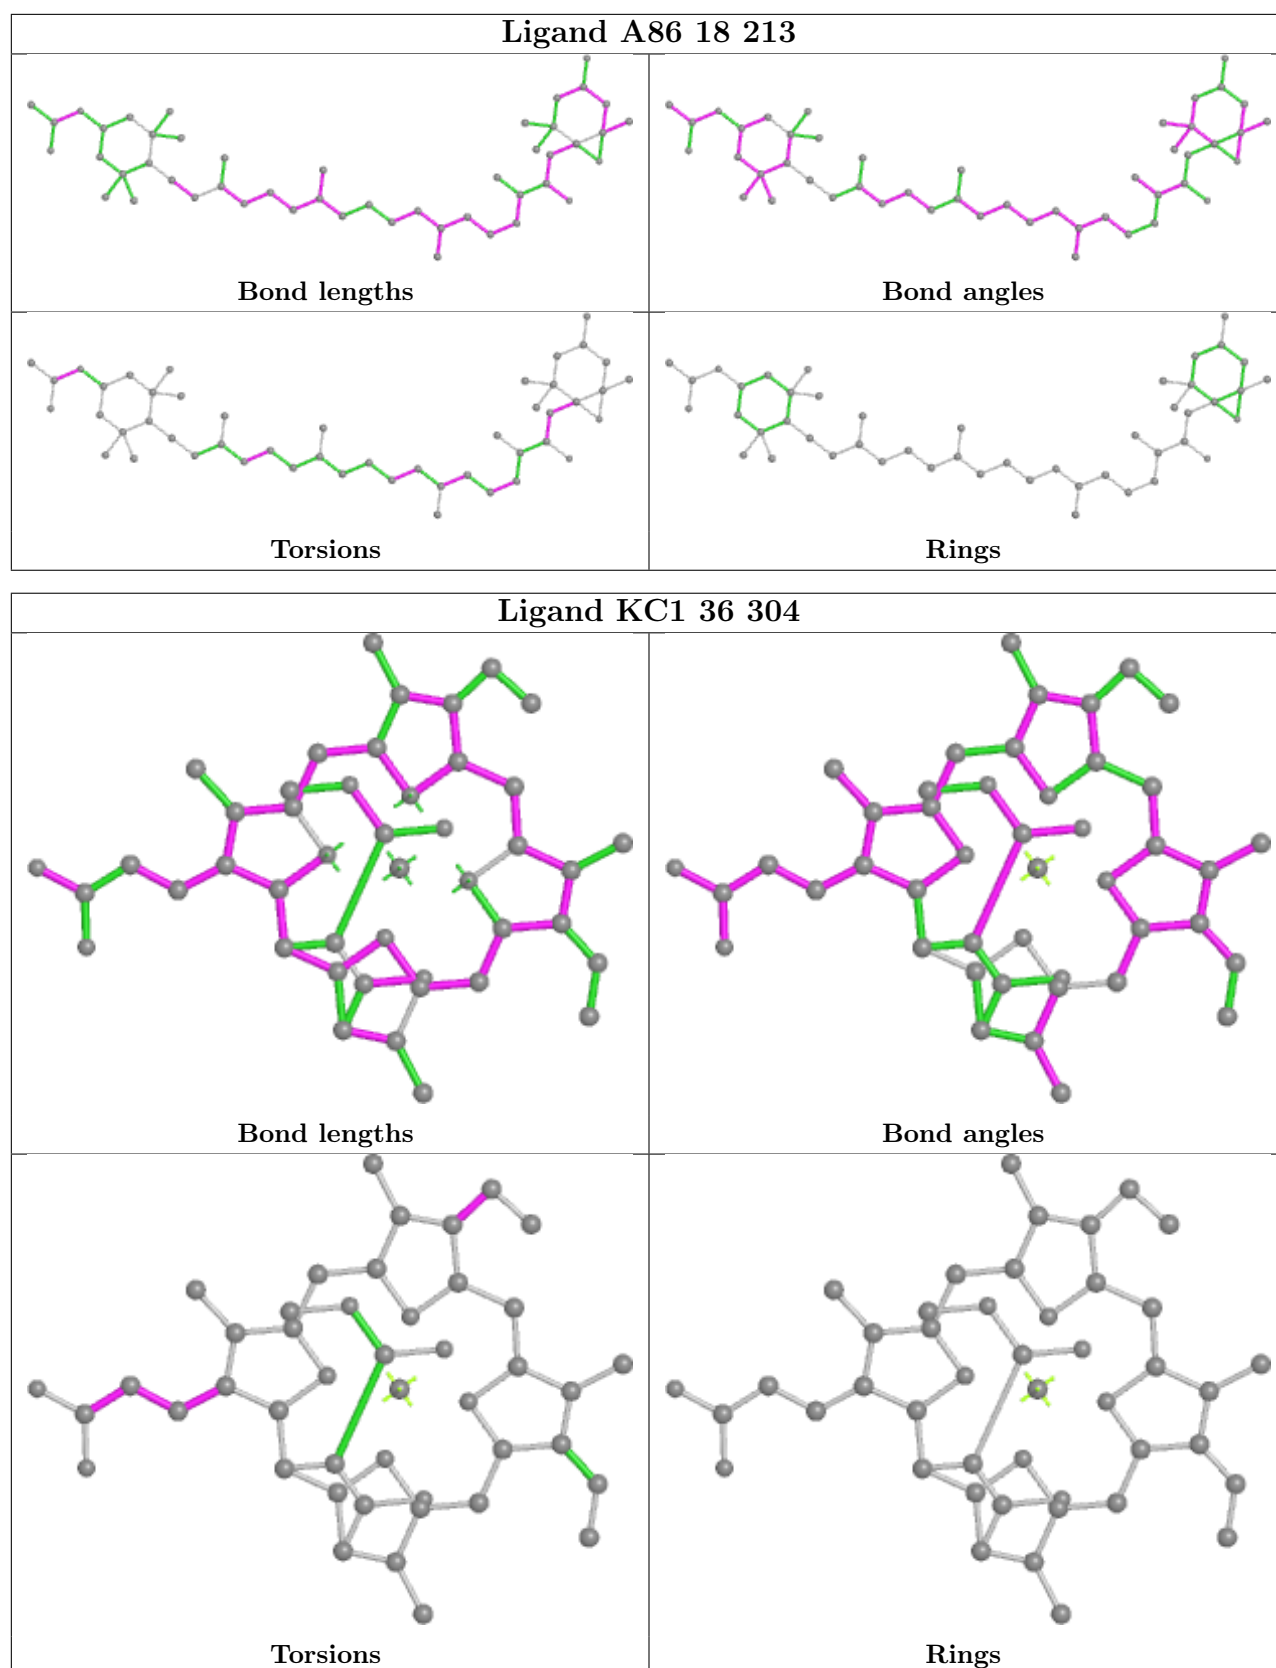 Ligand A86 18 213
Bond lengths
Bond angles
Torsions
Rings
Ligand KC1 36 304
Bond lengths
Bond angles
Torsions
Rings